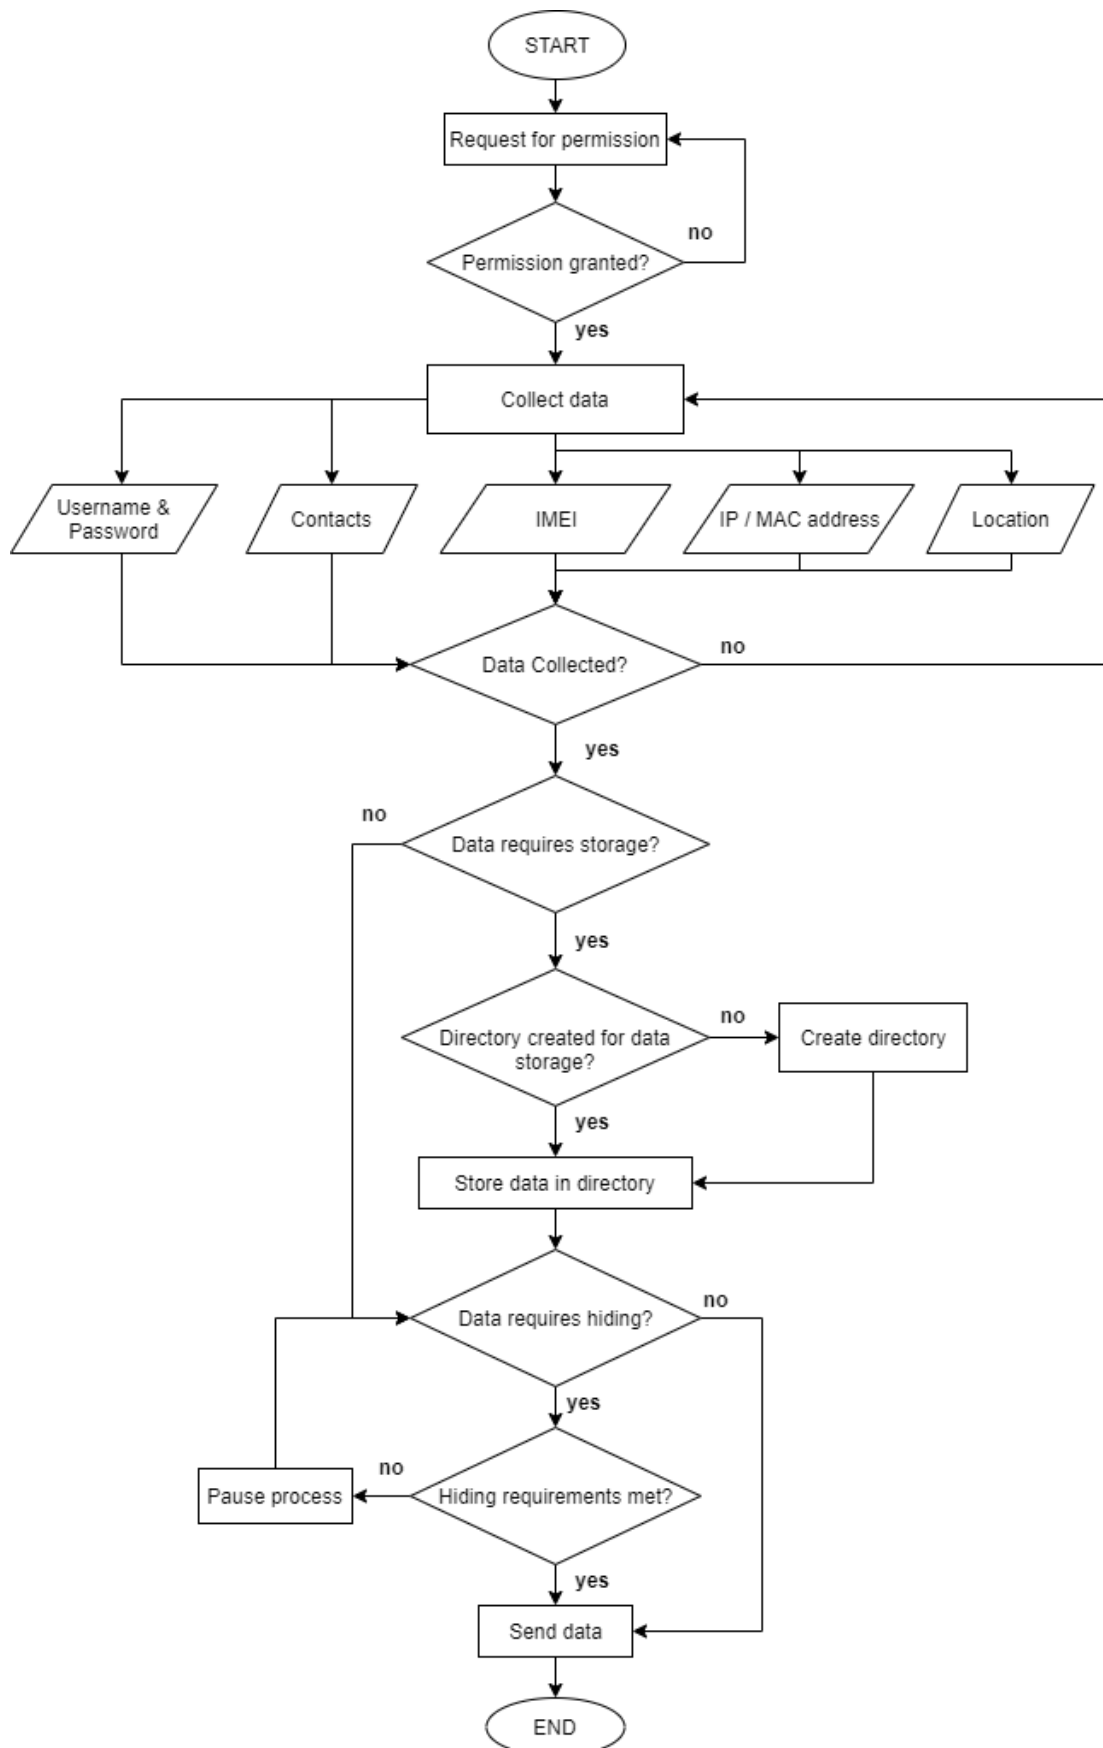 START
Request for permission
no
Permission granted?
yes
Collect data
Username &
Password
Contacts
IMEI
IP / MAC address
Location
no
Data Collected?
yes
no
Data requires storage?
yes
no
Directory created for data
storage?
Create directory
yes
Store data in directory
no
Data requires hiding?
yes
no
Pause process
Hiding requirements met?
yes
Send data
END